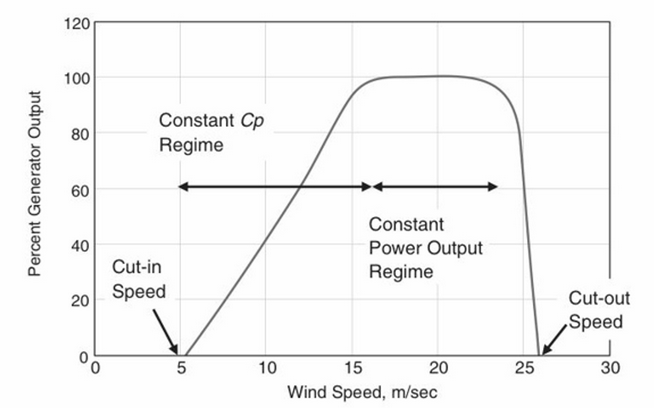 120
100
80
60
40
20
0
Percent Generator Output
Constant Cp
Regime
Constant
Power Output
Regime
Cut-in
Speed
Cut-out
Speed
0 5 10 15 20 25 30
Wind Speed, m/sec